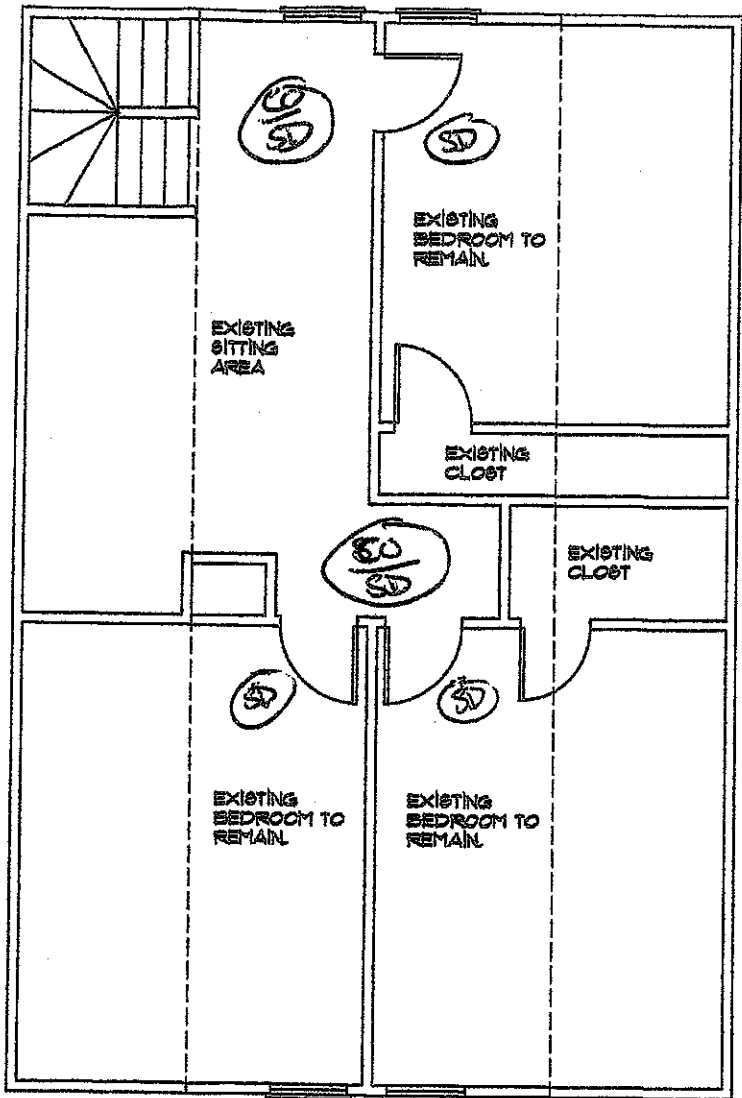 CO
SD
SD
EXISTING
BEDROOM TO
REMAIN.
EXISTING
SITTING
AREA
EXISTING
CLOST
CO
SD
EXISTING
CLOST
SD
SD
EXISTING
BEDROOM TO
REMAIN.
EXISTING
BEDROOM TO
REMAIN.